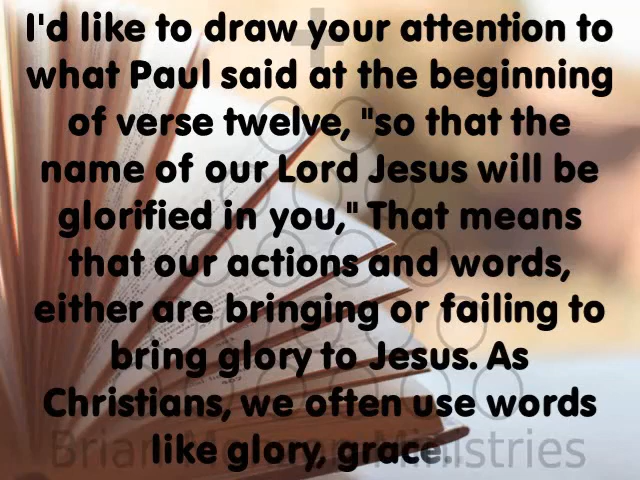 I'd like to draw your attention to
what Paul said at the beginning
of verse twelve, "so that the
name of our Lord Jesus will be
glorified in you," That means
that our actions and words,
either are bringing or failing to
bring glory to Jesus. As
Christians, we often use words
like glory, grace..
Ministries